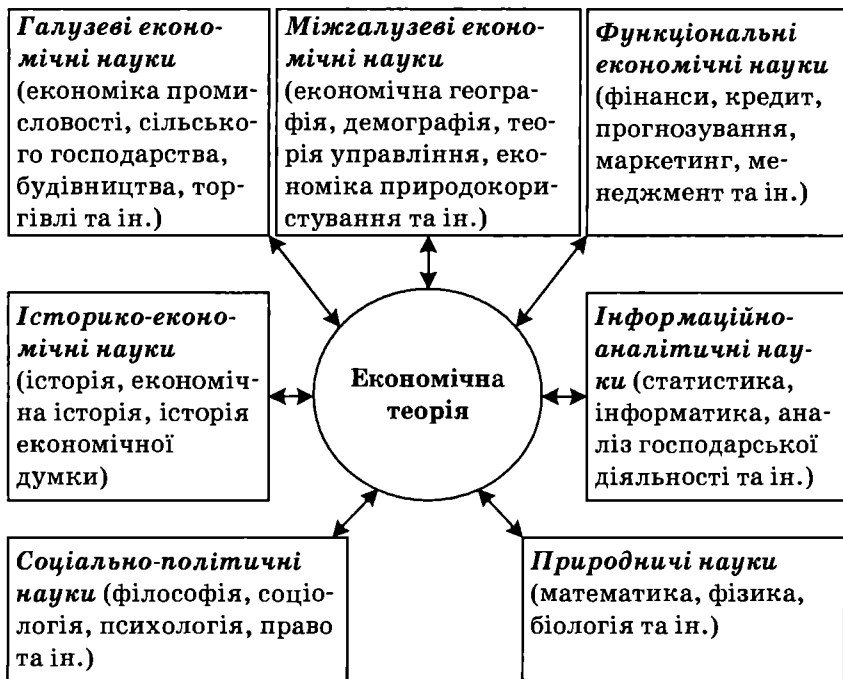 Галузеві еконо-
мічні науки
(економіка проми-
словості, сільсько-
го господарства,
будівництва, тор-
гівлі та ін.)
Міжгалузеві еконо-
мічні науки
(економічна геогра-
фія, демографія, тео-
рія управління, еко-
номіка природокори-
стування та ін.)
Функціональні
економічні науки
(фінанси, кредит,
прогнозування,
маркетинг, ме-
неджмент та ін.)
Історико-еконо-
мічні науки
(історія, економіч-
на історія, історія
економічної
думки)
Економічна
теорія
Інформаційно-
аналітичні нау-
ки (статистика,
інформатика, ана-
ліз господарської
діяльності та ін.)
Соціально-політичні
науки (філософія, соціо-
логія, психологія, право
та ін.)
Природничі науки
(математика, фізика,
біологія та ін.)